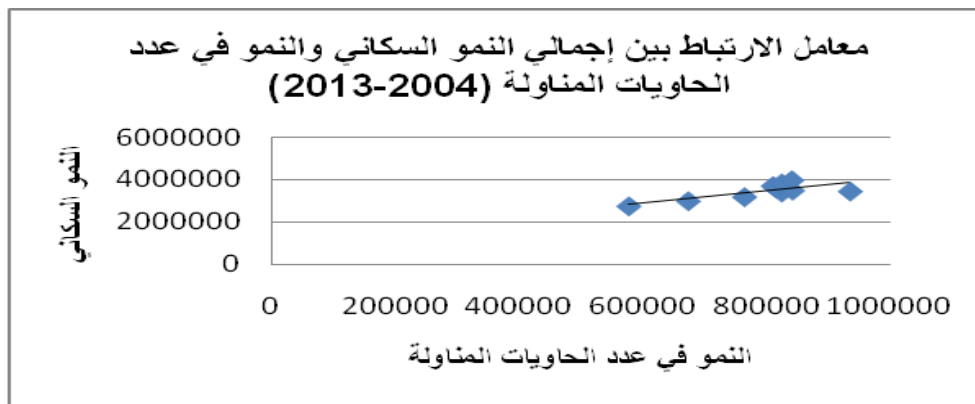 معامل الارتباط بين إجمالي النمو السكاني والنمو في عدد
الحاويات المناولة (2004-2013)
النمو السكاني
6000000
4000000
2000000
0
0 200000 400000 600000 800000 1000000
النمو في عدد الحاويات المناولة